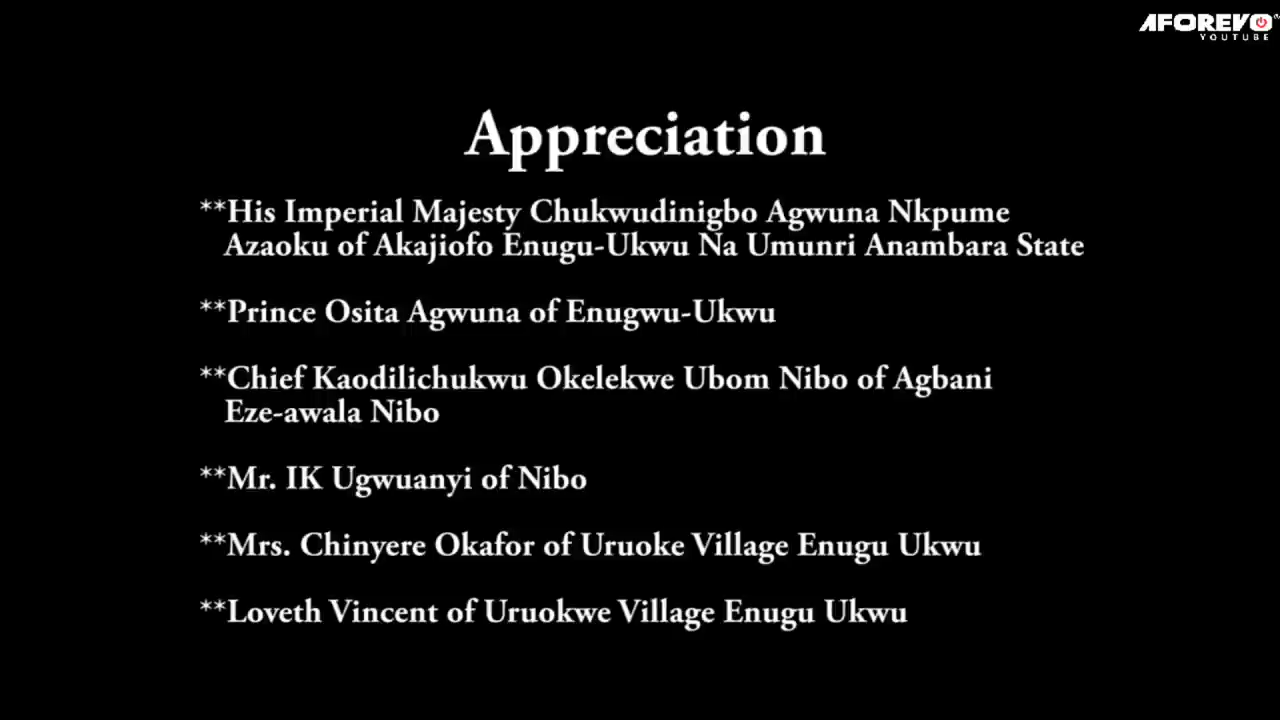 AFOREVO
YOUTUBE
Appreciation
**His Imperial Majesty Chukwudinigbo Agwuna Nkpume
Azaoku of Akajiofo Enugu-Ukwu Na Umunri Anambara State
**Prince Osita Agwuna of Enugwu-Ukwu
**Chief Kaodilichukwu Okelekwe Ubom Nibo of Agbani
Eze-awala Nibo
**Mr. IK Ugwuanyi of Nibo
**Mrs. Chinyere Okafor of Uruoke Village Enugu Ukwu
**Loveth Vincent of Uruokwe Village Enugu Ukwu